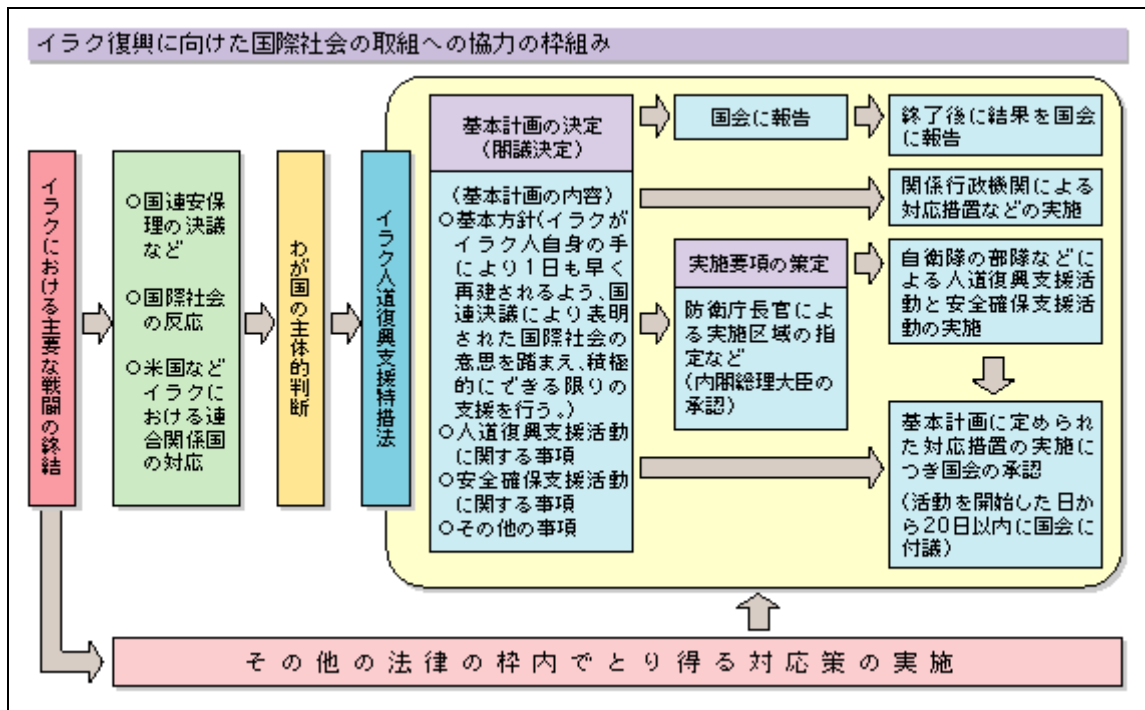 イラク復興に向けた国際社会の取組への協力の枠組み
イラクにおける主要な戦闘の終結
○国連安保
理の決議
など
○国際社会
の反応
○米国など
イラクに
おける連
合関係国
の対応
わが国の主体的判断
イラク人道復興支援特措法
基本計画の決定
(閣議決定)
(基本計画の内容)
○基本方針(イラクが
イラク人自身の手
により1日も早く
再建されるよう、国
連決議により表明
された国際社会の
意思を踏まえ、積極
的にできる限りの
支援を行う。)
○人道復興支援活動
に関する事項
○安全確保支援活動
に関する事項
○その他の事項
国会に報告
終了後に結果を国会
に報告
関係行政機関による
対応措置などの実施
実施要項の策定
防衛庁長官によ
る実施区域の指
定など
(内閣総理大臣の
承認)
自衛隊の部隊などに
よる人道復興支援活
動と安全確保支援活
動の実施
基本計画に定められ
た対応措置の実施に
つき国会の承認
(活動を開始した日か
ら20日以内に国会に
付議)
その他の法律の枠内でとり得る対応策の実施